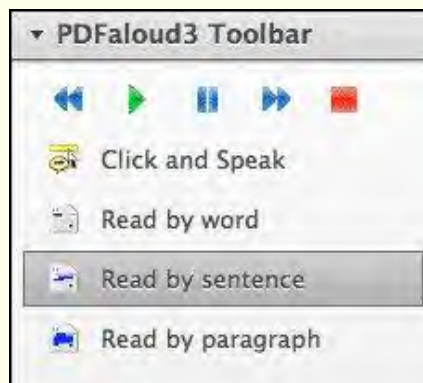 PDFaloud3 Toolbar
Click and Speak
Read by word
Read by sentence
Read by paragraph